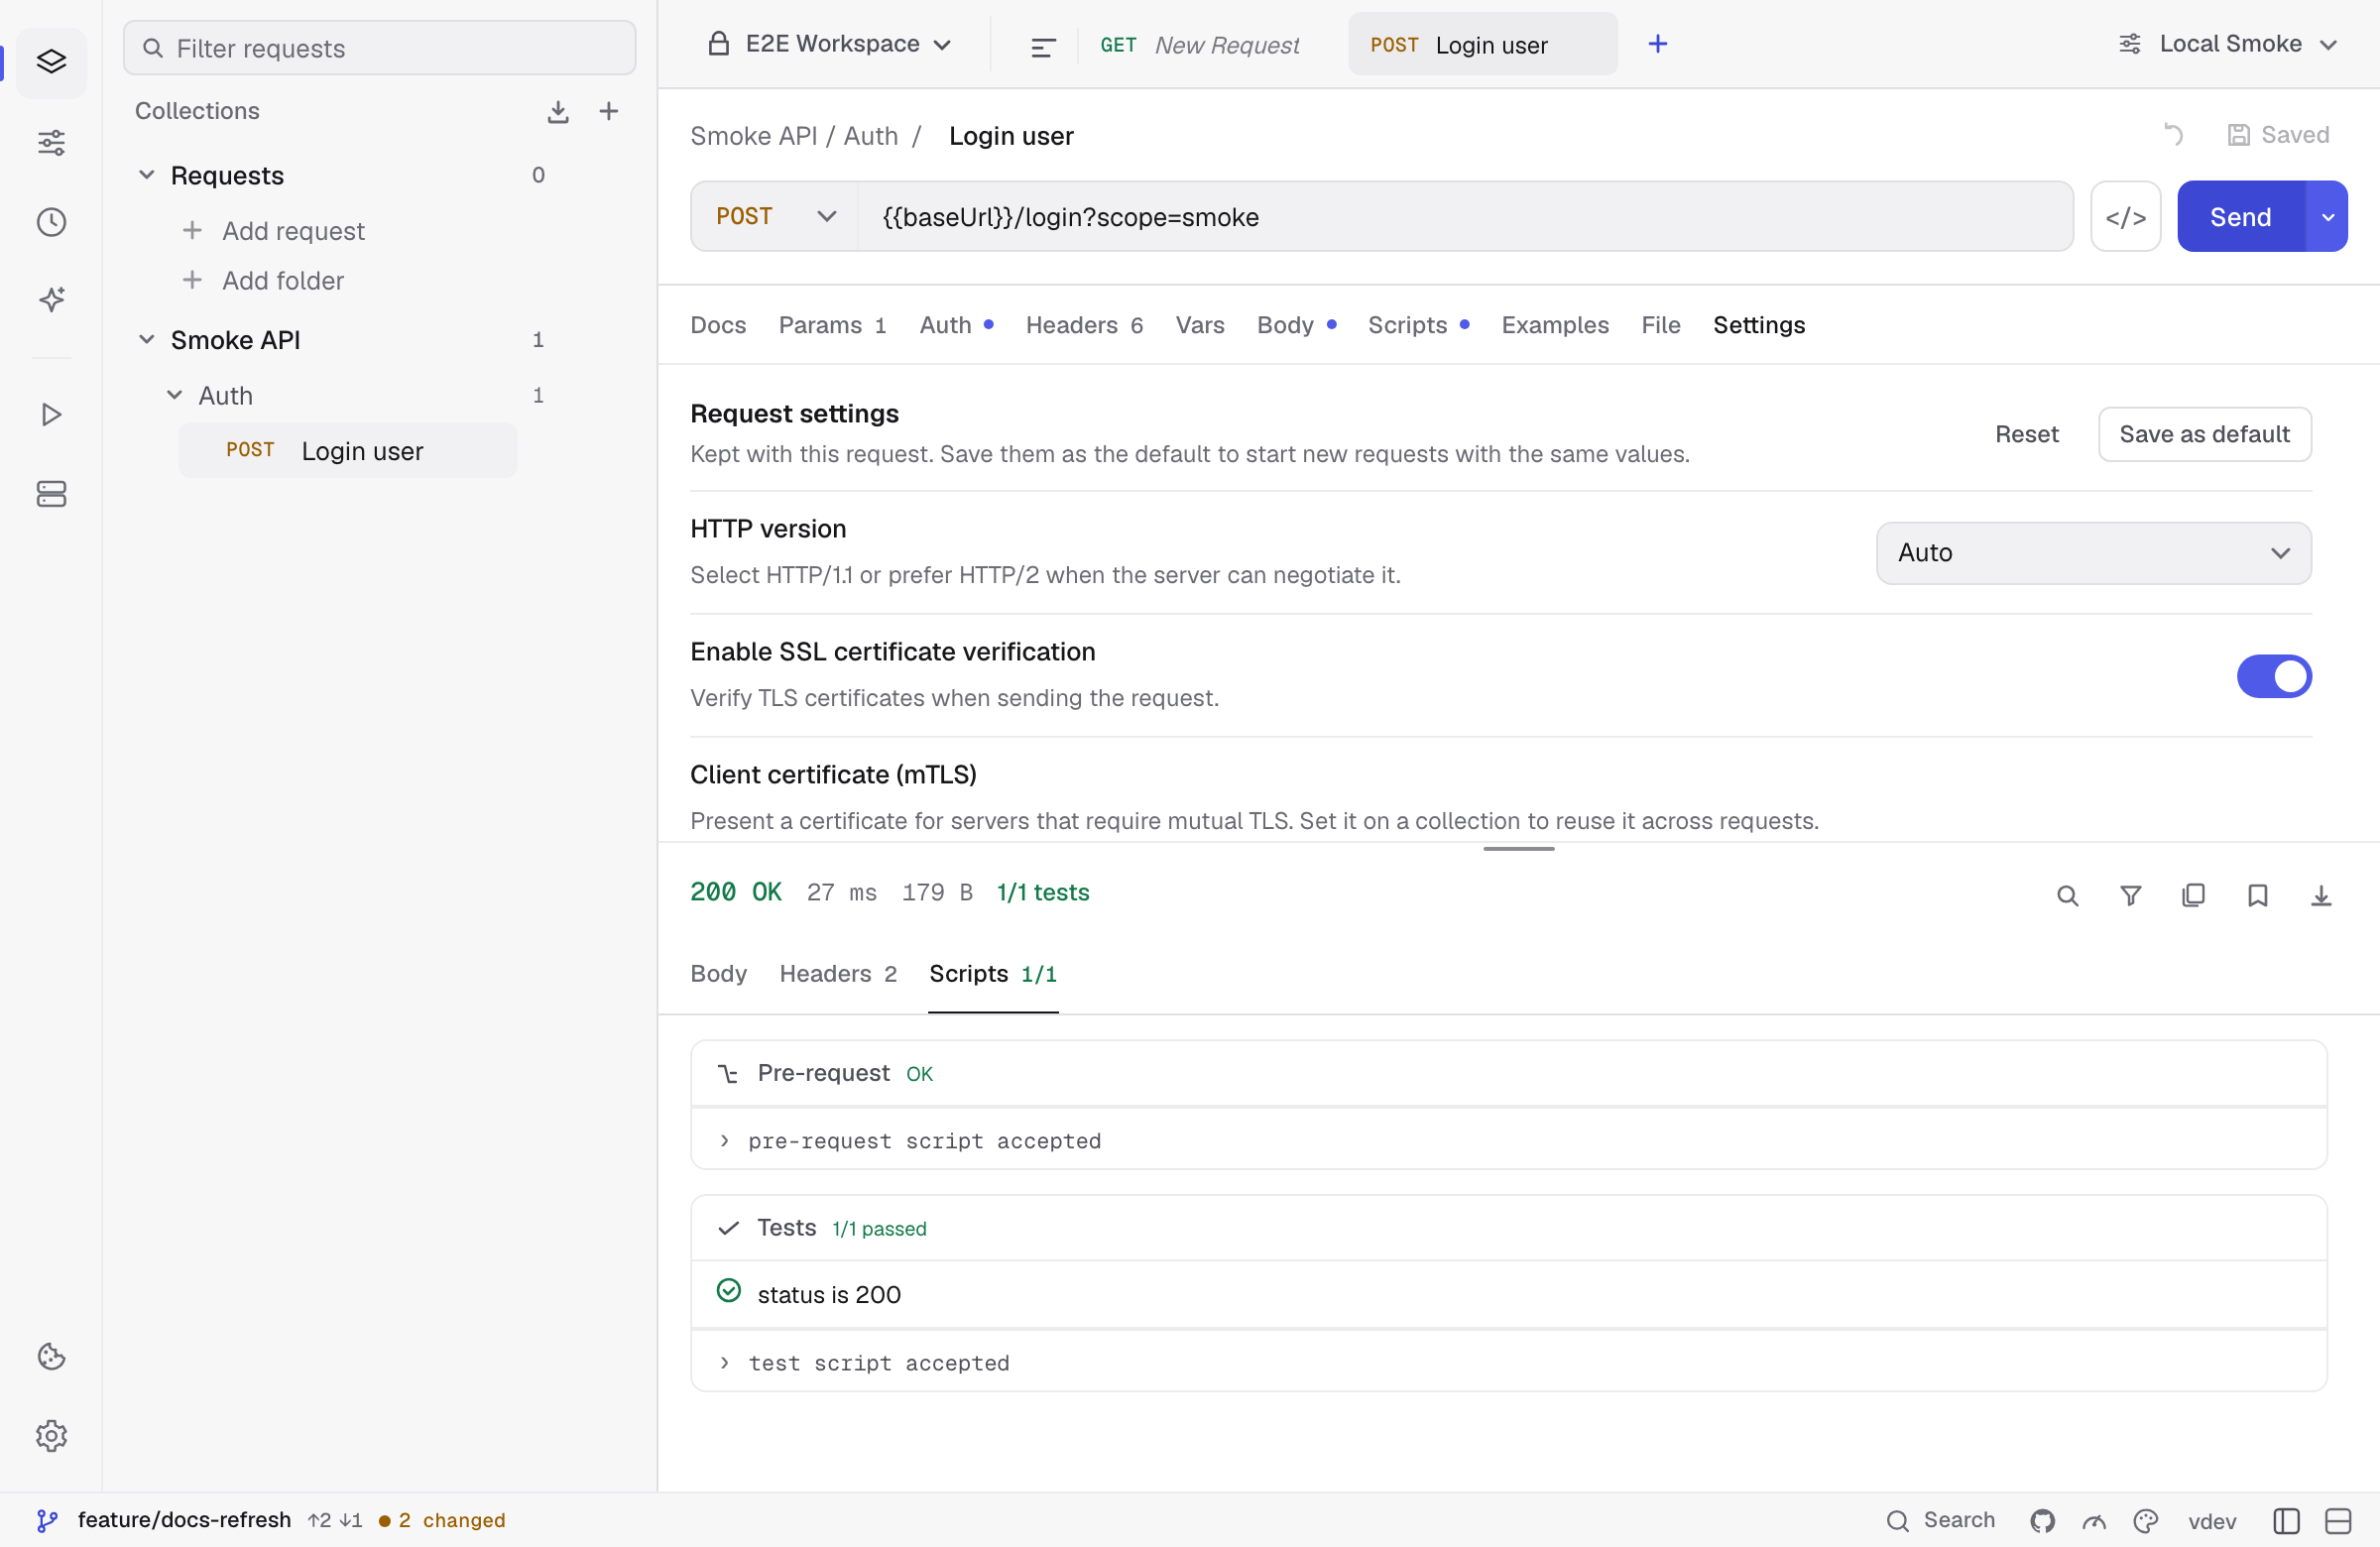 Filter requests
Collections
Requests 0
Add request
Add folder
Smoke API 1
Auth 1
POST Login user
E2E Workspace
GET New Request
POST Login user
Local Smoke
Smoke API / Auth / Login user
Saved
POST {{baseUrl}}/login?scope=smoke
</> Send
Docs Params 1 Auth Headers 6 Vars Body Scripts Examples File Settings
Request settings
Kept with this request. Save them as the default to start new requests with the same values.
Reset Save as default
HTTP version
Select HTTP/1.1 or prefer HTTP/2 when the server can negotiate it.
Auto
Enable SSL certificate verification
Verify TLS certificates when sending the request.
Client certificate (mTLS)
Present a certificate for servers that require mutual TLS. Set it on a collection to reuse it across requests.
200 OK 27 ms 179 B 1/1 tests
Body Headers 2 Scripts 1/1
Pre-request OK
› pre-request script accepted
Tests 1/1 passed
status is 200
› test script accepted
feature/docs-refresh ↑2 ↓1 ● 2 changed
Search vdev